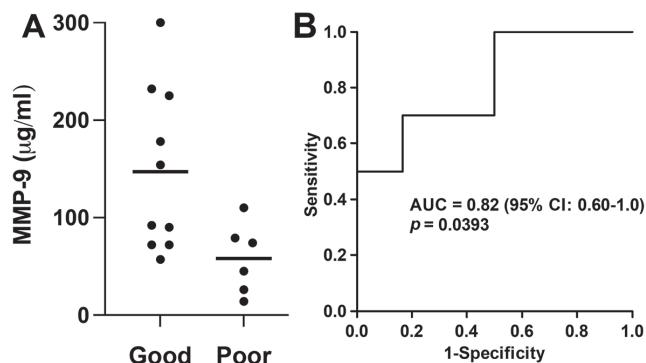 A
MMP-9 (μg/ml)
300
200
100
0
Good Poor
B
Sensitivity
1.0
0.8
0.6
0.4
0.2
0.0
AUC = 0.82 (95% CI: 0.60-1.0)
p = 0.0393
0.0 0.2 0.4 0.6 0.8 1.0
1-Specificity